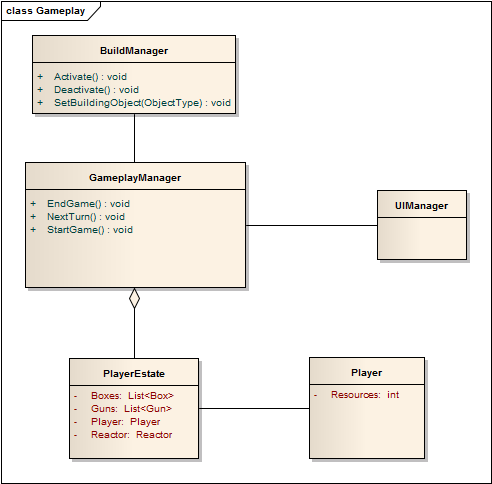 class Gameplay
BuildManager
+ Activate() : void
+ Deactivate() : void
+ SetBuildingObject(ObjectType) : void
GameplayManager
+ EndGame() : void
+ NextTurn() : void
+ StartGame() : void
UIManager
PlayerEstate
- Boxes: List<Box>
- Guns: List<Gun>
- Player: Player
- Reactor: Reactor
Player
- Resources: int